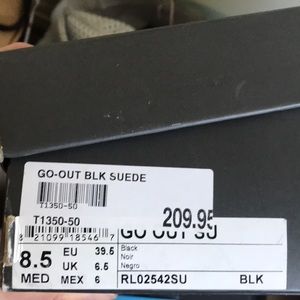 GO-OUT BLK SUEDE
T1350-50
T1350-50
209.95
8 21099 18546
GO OUT SU
8.5
MED
EU 39.5
UK 6.5
MEX 6
Black
Noir
Negro
RL02542SU BLK